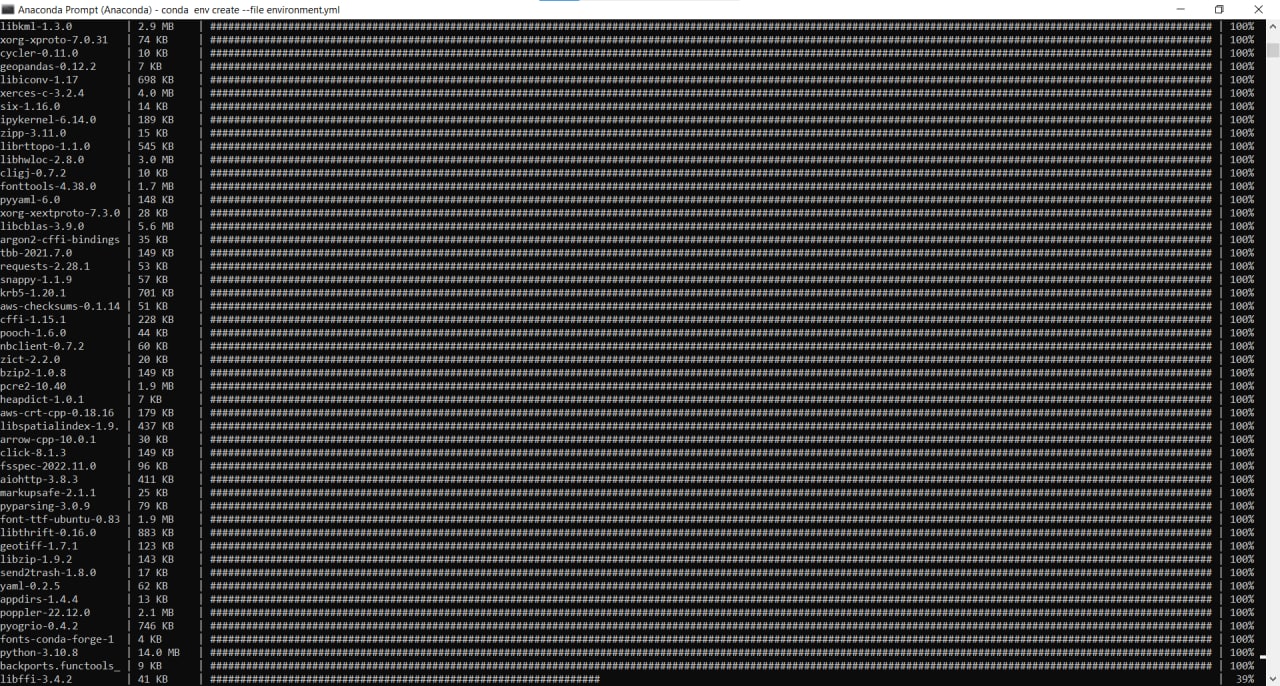 Anaconda Prompt (Anaconda) - conda  env create --file environment.yml
libkml-1.3.0 | 2.9 MB | ############################################################ | 100%
xorg-xproto-7.0.31 | 74 KB | ############################################################ | 100%
cycler-0.11.0 | 10 KB | ############################################################ | 100%
geopandas-0.12.2 | 7 KB | ############################################################ | 100%
libiconv-1.17 | 698 KB | ############################################################ | 100%
xerces-c-3.2.4 | 4.0 MB | ############################################################ | 100%
six-1.16.0 | 14 KB | ############################################################ | 100%
ipykernel-6.14.0 | 189 KB | ############################################################ | 100%
zipp-3.11.0 | 15 KB | ############################################################ | 100%
librttopo-1.1.0 | 545 KB | ############################################################ | 100%
libhwloc-2.8.0 | 3.0 MB | ############################################################ | 100%
cligj-0.7.2 | 10 KB | ############################################################ | 100%
fonttools-4.38.0 | 1.7 MB | ############################################################ | 100%
pyyaml-6.0 | 148 KB | ############################################################ | 100%
xorg-xextproto-7.3.0 | 28 KB | ############################################################ | 100%
libcblas-3.9.0 | 5.6 MB | ############################################################ | 100%
argon2-cffi-bindings | 35 KB | ############################################################ | 100%
tbb-2021.7.0 | 149 KB | ############################################################ | 100%
requests-2.28.1 | 53 KB | ############################################################ | 100%
snappy-1.1.9 | 57 KB | ############################################################ | 100%
krb5-1.20.1 | 701 KB | ############################################################ | 100%
aws-checksums-0.1.14 | 51 KB | ############################################################ | 100%
cffi-1.15.1 | 228 KB | ############################################################ | 100%
pooch-1.6.0 | 44 KB | ############################################################ | 100%
nbclient-0.7.2 | 60 KB | ############################################################ | 100%
zict-2.2.0 | 20 KB | ############################################################ | 100%
bzip2-1.0.8 | 149 KB | ############################################################ | 100%
pcre2-10.40 | 1.9 MB | ############################################################ | 100%
heapdict-1.0.1 | 7 KB | ############################################################ | 100%
aws-crt-cpp-0.18.16 | 179 KB | ############################################################ | 100%
libspatialindex-1.9. | 437 KB | ############################################################ | 100%
arrow-cpp-10.0.1 | 30 KB | ############################################################ | 100%
click-8.1.3 | 149 KB | ############################################################ | 100%
fsspec-2022.11.0 | 96 KB | ############################################################ | 100%
aiohttp-3.8.3 | 411 KB | ############################################################ | 100%
markupsafe-2.1.1 | 25 KB | ############################################################ | 100%
pyparsing-3.0.9 | 79 KB | ############################################################ | 100%
font-ttf-ubuntu-0.83 | 1.9 MB | ############################################################ | 100%
libthrift-0.16.0 | 883 KB | ############################################################ | 100%
geotiff-1.7.1 | 123 KB | ############################################################ | 100%
libzip-1.9.2 | 143 KB | ############################################################ | 100%
send2trash-1.8.0 | 17 KB | ############################################################ | 100%
yaml-0.2.5 | 62 KB | ############################################################ | 100%
appdirs-1.4.4 | 13 KB | ############################################################ | 100%
poppler-22.12.0 | 2.1 MB | ############################################################ | 100%
pyogrio-0.4.2 | 746 KB | ############################################################ | 100%
fonts-conda-forge-1 | 4 KB | ############################################################ | 100%
python-3.10.8 | 14.0 MB | ############################################################ | 100%
backports.functools_ | 9 KB | ############################################################ | 100%
libffi-3.4.2 | 41 KB | ####################### | 39%